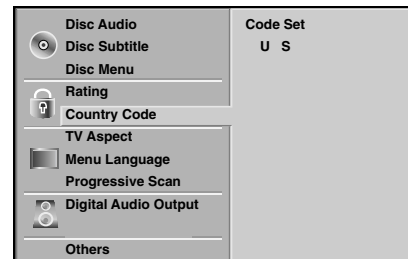 Disc Audio
Disc Subtitle
Disc Menu
Rating
Country Code
TV Aspect
Menu Language
Progressive Scan
Digital Audio Output
Others
Code Set
U S